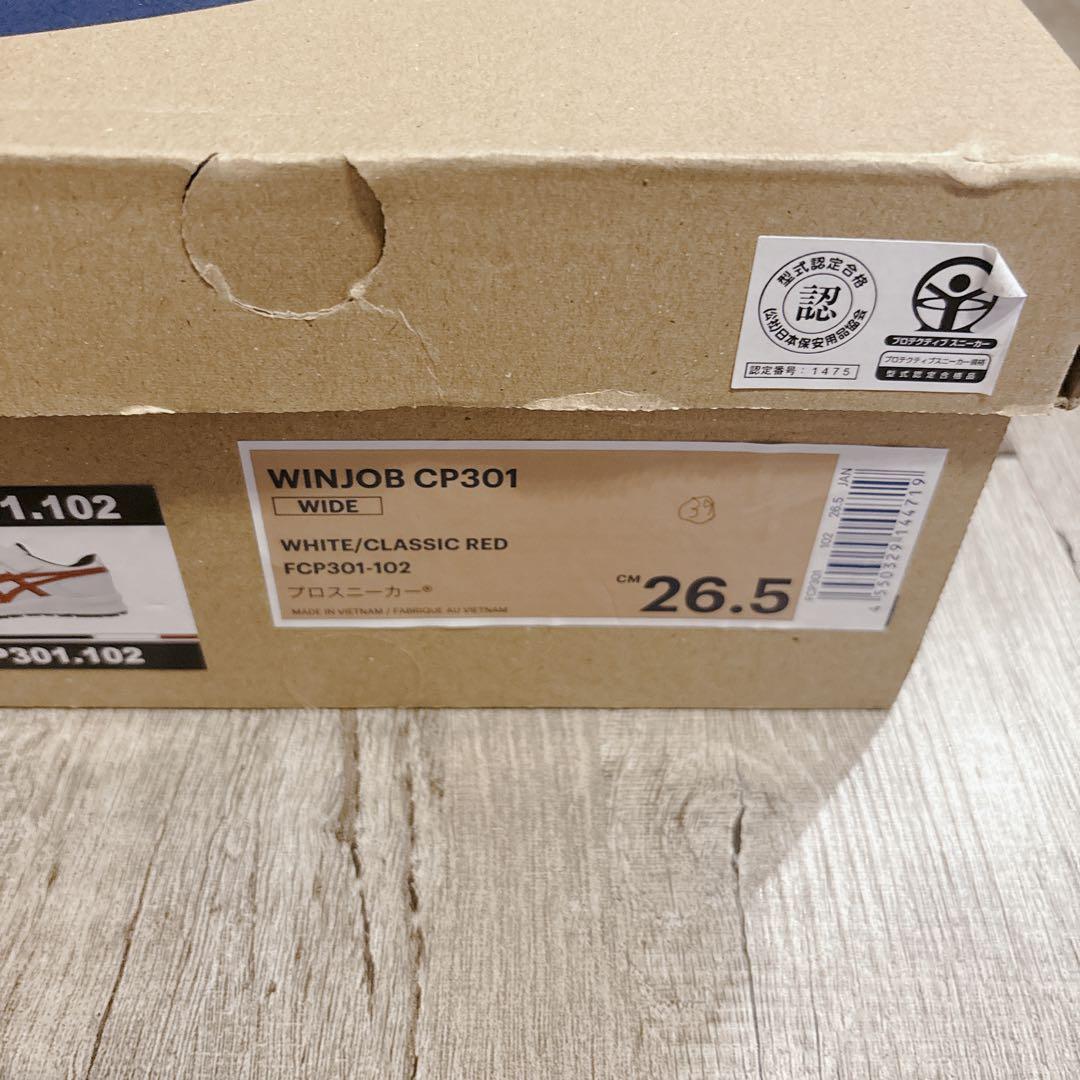 型式認定合格
認
(公社)日本保安用品協会
認定番号：1475
プロテクティブスニーカー
プロテクティブスニーカー規格
型式認定合格品
1.102
P301.102
WINJOB CP301
WIDE
39
WHITE/CLASSIC RED
FCP301-102
プロスニーカー®
MADE IN VIETNAM / FABRIQUE AU VIETNAM
CM 26.5
FCP301 102 26.5 JAN
4550329144719